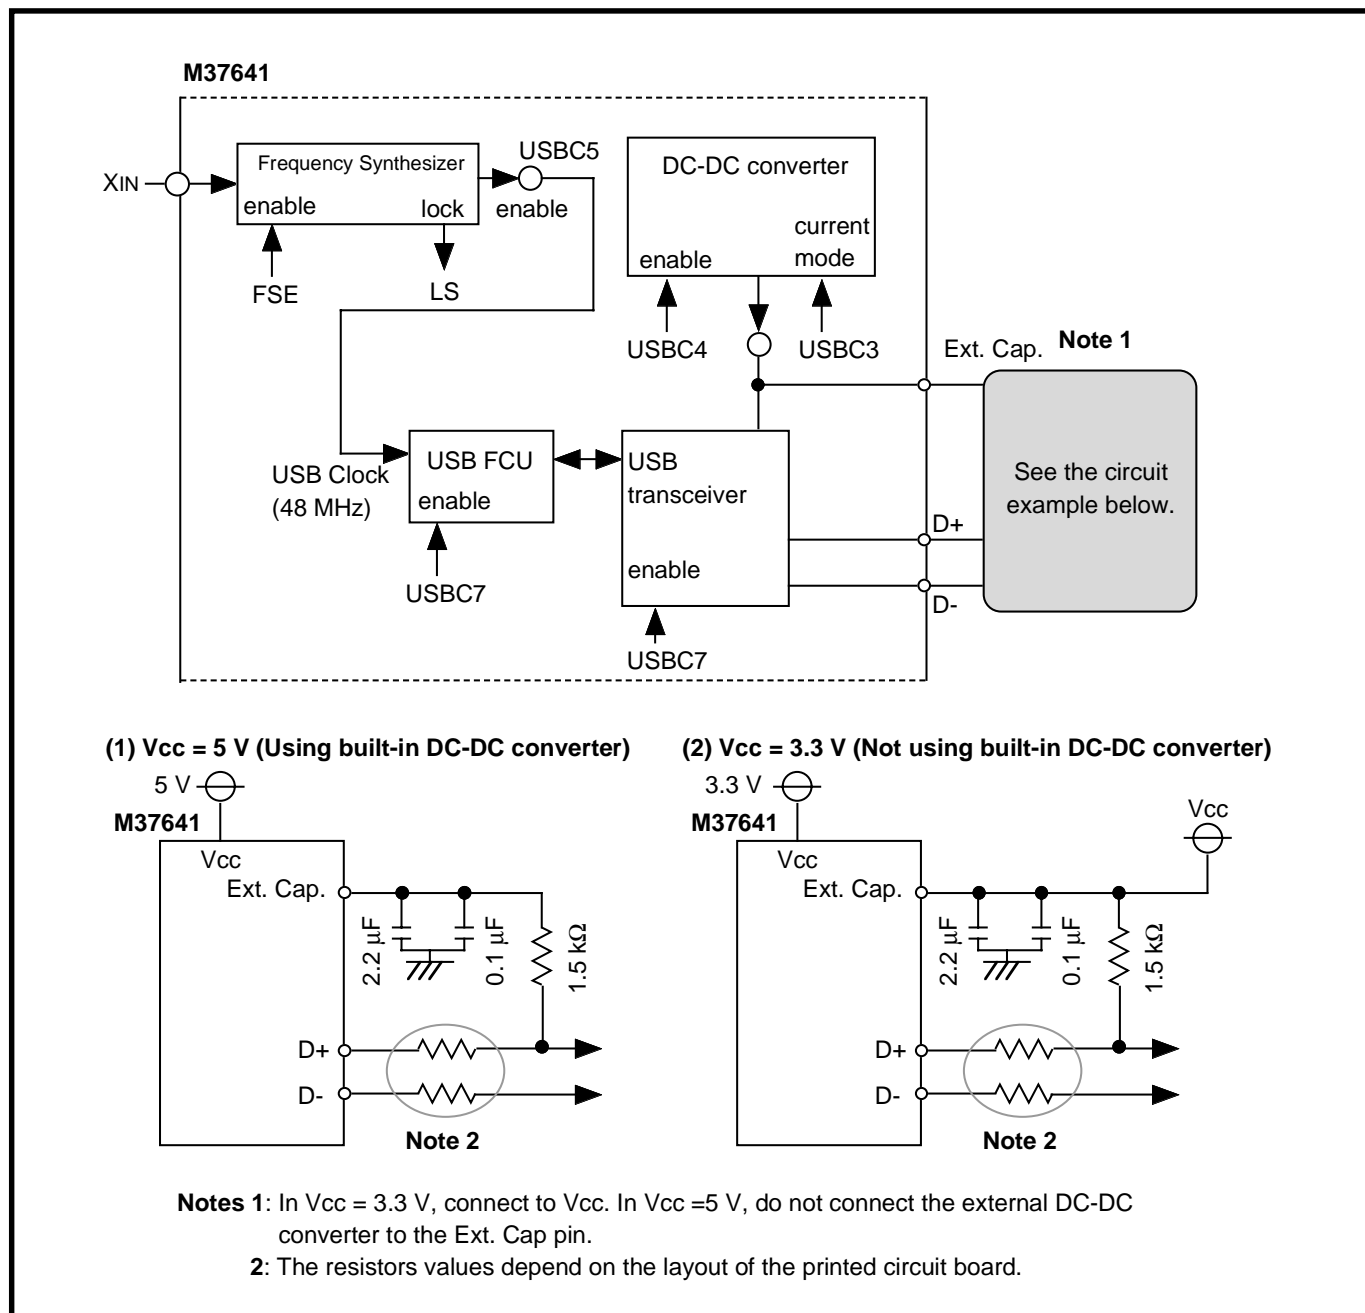 M37641
XIN
Frequency Synthesizer
enable
lock
USBC5
enable
FSE
LS
DC-DC converter
enable
current
mode
USBC4
USBC3
Ext. Cap.
Note 1
USB Clock
(48 MHz)
USB FCU
enable
USBC7
USB
transceiver
enable
USBC7
D+
D-
See the circuit
example below.
(1) Vcc = 5 V (Using built-in DC-DC converter)
5 V
M37641
Vcc
Ext. Cap.
2.2 µF
0.1 µF
1.5 kΩ
D+
D-
Note 2
(2) Vcc = 3.3 V (Not using built-in DC-DC converter)
3.3 V
M37641
Vcc
Vcc
Ext. Cap.
2.2 µF
0.1 µF
1.5 kΩ
D+
D-
Note 2
Notes 1: In Vcc = 3.3 V, connect to Vcc. In Vcc =5 V, do not connect the external DC-DC
converter to the Ext. Cap pin.
2: The resistors values depend on the layout of the printed circuit board.